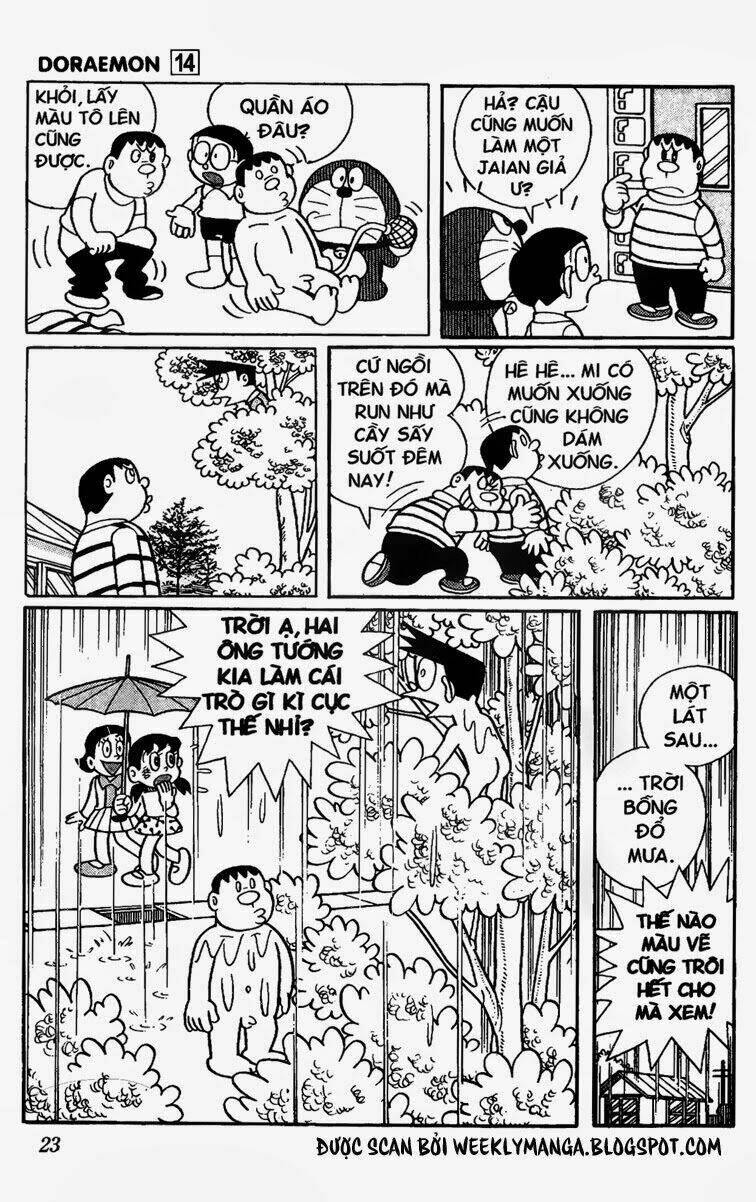 DORAEMON 14
HẢ? CẬU
CŨNG MUỐN
LÀM MỘT
JAIAN GIẢ
Ư?
QUẦN ÁO
ĐÂU?
KHỎI, LẤY
MẦU TÔ LÊN
CŨNG
ĐƯỢC.
HÊ HÊ... MI CÓ
MUỐN XUỐNG
CŨNG KHÔNG
DÁM
XUỐNG.
CỨ NGỒI
TRÊN ĐÓ MÀ
RUN NHƯ
CẦY SẤY
SUỐT ĐÊM
NAY!
MỘT
LÁT
SAU...
... TRỜI
BỖNG
ĐỔ
MƯA.
THẾ NÀO
MẦU VẼ
CŨNG TRÔI
HẾT CHO
MÀ XEM!
TRỜI Ạ, HAI
ÔNG TƯỚNG
KIA LÀM CÁI
TRÒ GÌ KÌ CỤC
THẾ NHỈ?
23
ĐƯỢC SCAN BỞI WEEKLYMANGA.BLOGSPOT.COM